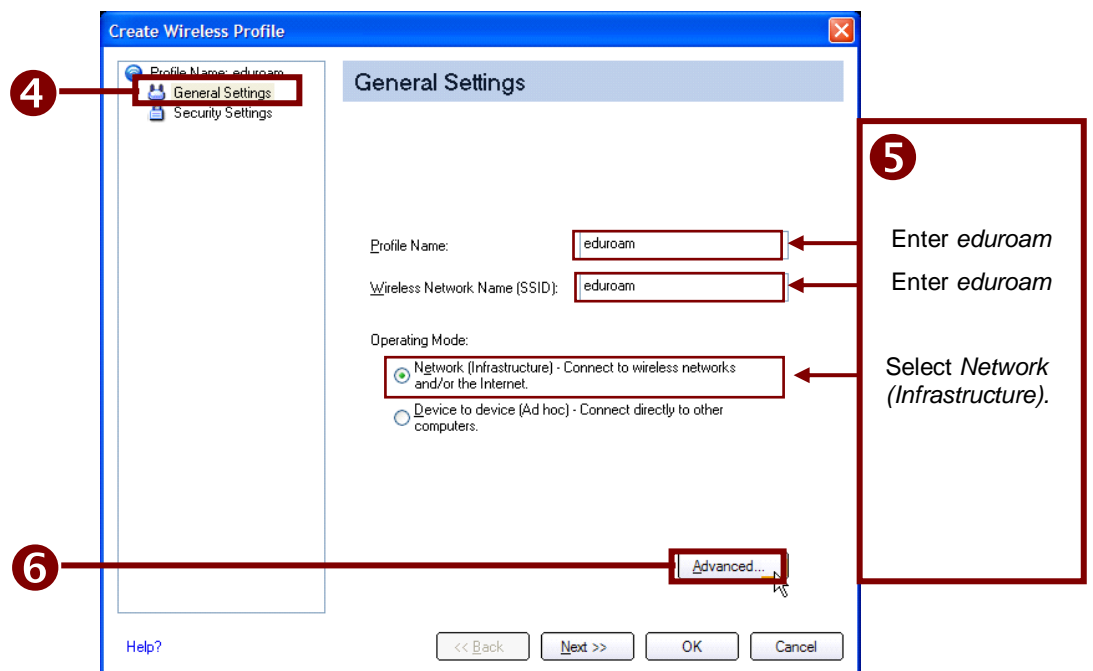 Create Wireless Profile
Profile Name: eduroam
General Settings
Security Settings
4
General Settings
5
Profile Name:
eduroam
Enter eduroam
Wireless Network Name (SSID):
eduroam
Enter eduroam
Operating Mode:
Network (Infrastructure) - Connect to wireless networks
and/or the Internet.
Select Network
(Infrastructure).
Device to device (Ad hoc) - Connect directly to other
computers.
6
Advanced...
Help?
<< Back
Next >>
OK
Cancel